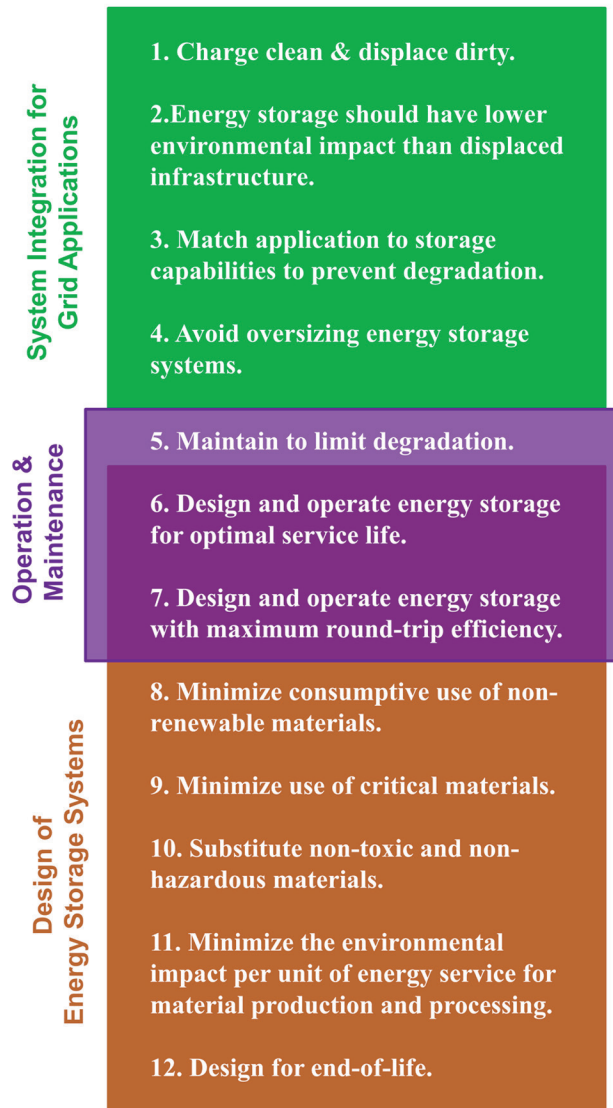 System Integration for
Grid Applications
1. Charge clean & displace dirty.
2.Energy storage should have lower
environmental impact than displaced
infrastructure.
3. Match application to storage
capabilities to prevent degradation.
4. Avoid oversizing energy storage
systems.
Operation &
Maintenance
5. Maintain to limit degradation.
6. Design and operate energy storage
for optimal service life.
7. Design and operate energy storage
with maximum round-trip efficiency.
Design of
Energy Storage Systems
8. Minimize consumptive use of non-
renewable materials.
9. Minimize use of critical materials.
10. Substitute non-toxic and non-
hazardous materials.
11. Minimize the environmental
impact per unit of energy service for
material production and processing.
12. Design for end-of-life.